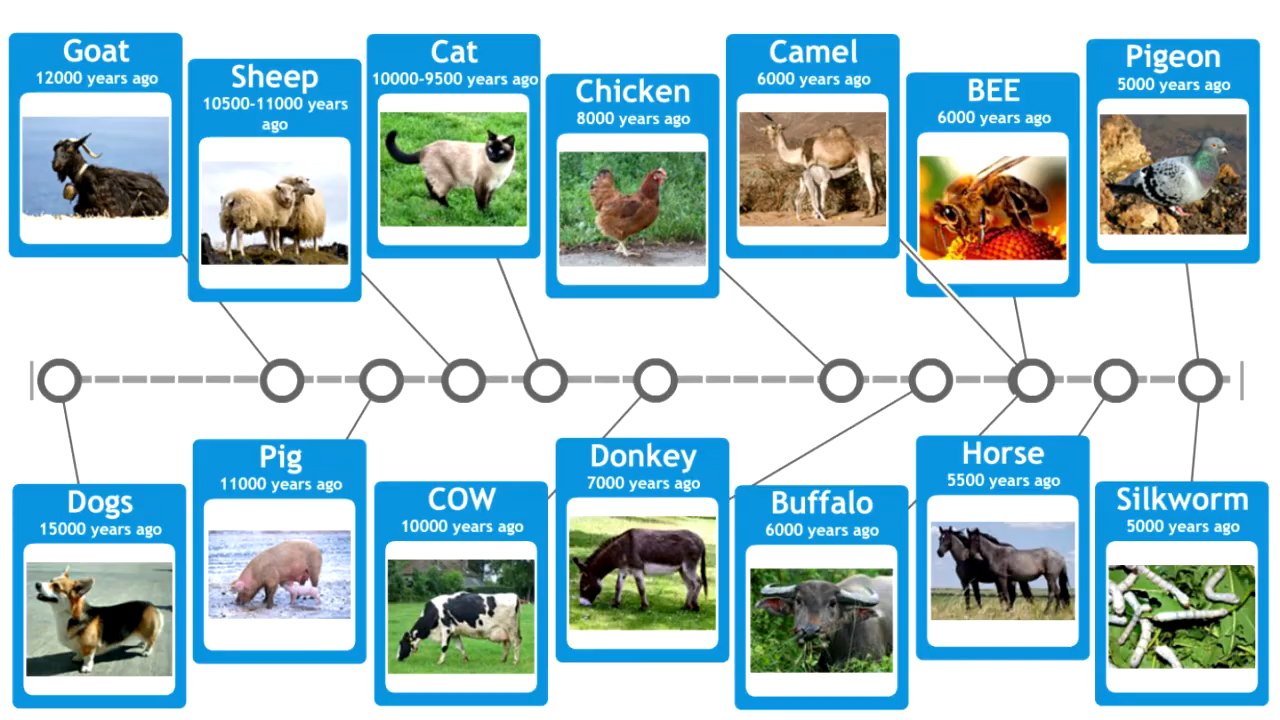 Goat
12000 years ago
Sheep
10500-11000 years
ago
Cat
10000-9500 years ago
Chicken
8000 years ago
Camel
6000 years ago
BEE
6000 years ago
Pigeon
5000 years ago
Dogs
15000 years ago
Pig
11000 years ago
COW
10000 years ago
Donkey
7000 years ago
Buffalo
6000 years ago
Horse
5500 years ago
Silkworm
5000 years ago